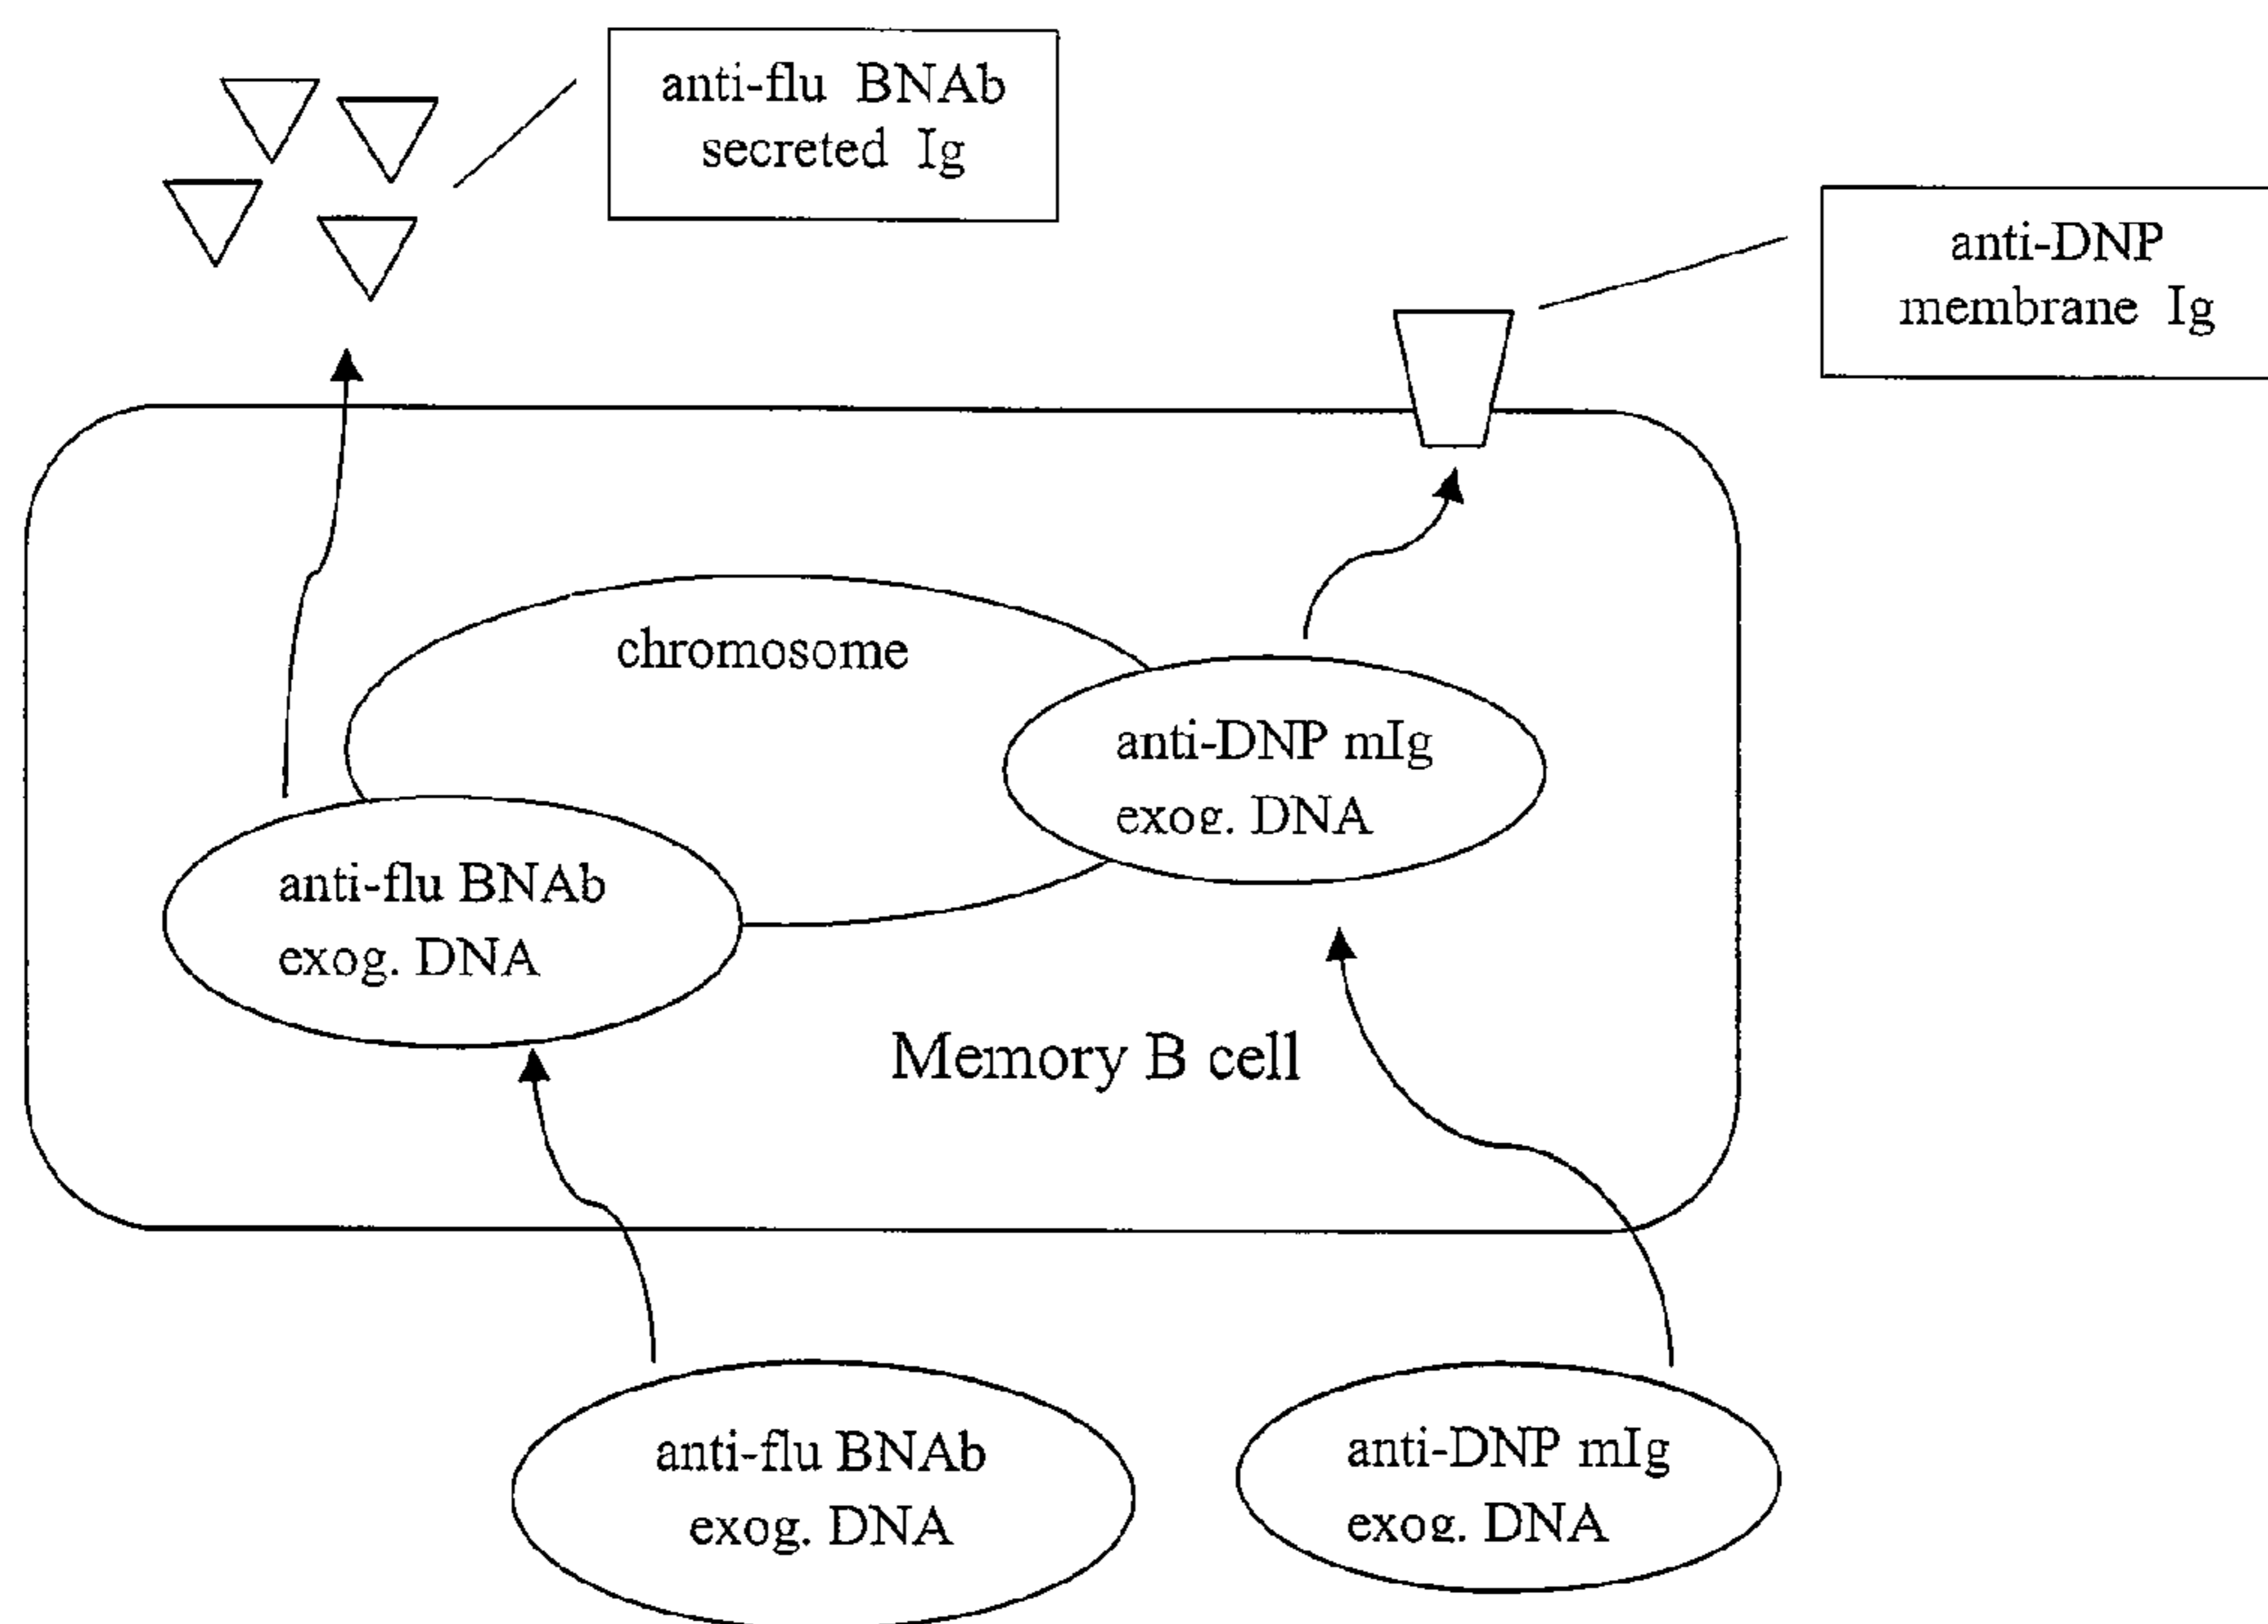 anti-flu BNAb
secreted Ig
anti-DNP
membrane Ig
chromosome
anti-DNP mIg
exog. DNA
anti-flu BNAb
exog. DNA
Memory B cell
anti-flu BNAb
exog. DNA
anti-DNP mIg
exog. DNA